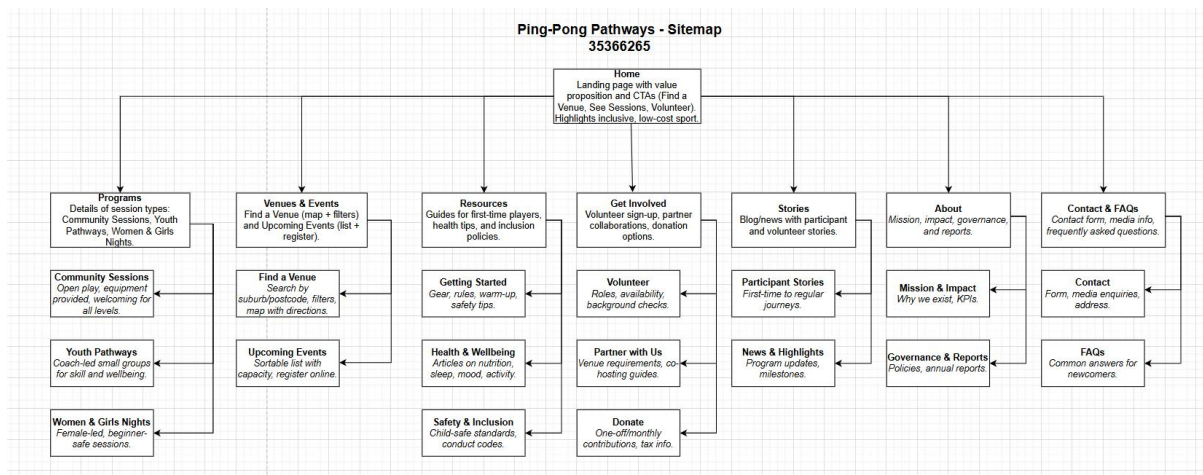 Ping-Pong Pathways - Sitemap
35366265
Home
Landing page with value
proposition and CTAs (Find a
Venue, See Sessions, Volunteer).
Highlights inclusive, low-cost sport.
Programs
Details of session types:
Community Sessions, Youth
Pathways, Women & Girls
Nights.
Venues & Events
Find a Venue (map + filters)
and Upcoming Events (list +
register).
Resources
Guides for first-time players,
health tips, and inclusion
policies.
Get Involved
Volunteer sign-up, partner
collaborations, donation
options.
Stories
Blog/news with participant
and volunteer stories.
About
Mission, impact, governance,
and reports.
Contact & FAQs
Contact form, media info,
frequently asked questions.
Community Sessions
Open play, equipment
provided, welcoming for
all levels.
Find a Venue
Search by
suburb/postcode, filters,
map with directions.
Getting Started
Gear, rules, warm-up,
safety tips.
Volunteer
Roles, availability,
background checks.
Participant Stories
First-time to regular
journeys.
Mission & Impact
Why we exist, KPIs.
Contact
Form, media enquiries,
address.
Youth Pathways
Coach-led small groups
for skill and wellbeing.
Upcoming Events
Sortable list with
capacity, register online.
Health & Wellbeing
Articles on nutrition,
sleep, mood, activity.
Partner with Us
Venue requirements, co-
hosting guides.
News & Highlights
Program updates,
milestones.
Governance & Reports
Policies, annual reports.
FAQs
Common answers for
newcomers.
Women & Girls Nights
Female-led, beginner-
safe sessions.
Safety & Inclusion
Child-safe standards,
conduct codes.
Donate
One-off/monthly
contributions, tax info.